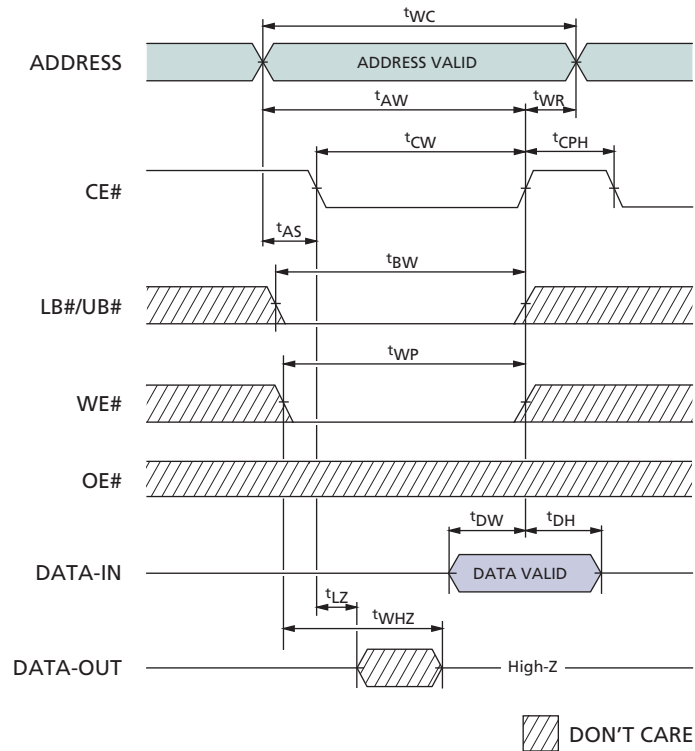 tWC
ADDRESS
ADDRESS VALID
tAW
tWR
tCW
tCPH
CE#
tAS
tBW
LB#/UB#
tWP
WE#
OE#
tDW
tDH
DATA-IN
DATA VALID
tLZ
tWHZ
DATA-OUT
High-Z
DON'T CARE